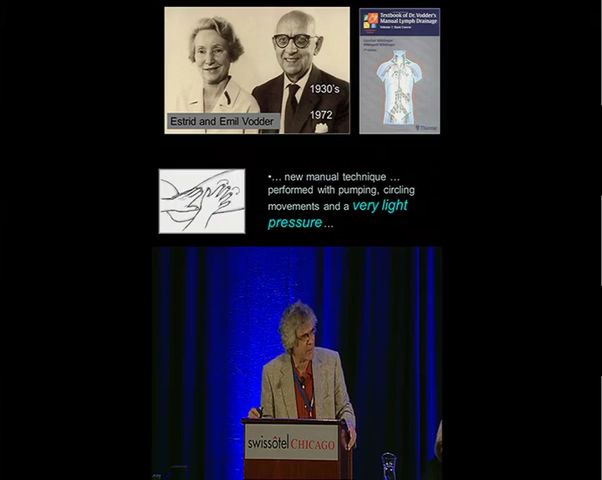 Textbook of Dr. Vodder's
Manual Lymph Drainage
1930's
1972
Estrid and Emil Vodder
•... new manual technique ...
performed with pumping, circling
movements and a very light
pressure ...
swissôtel CHICAGO